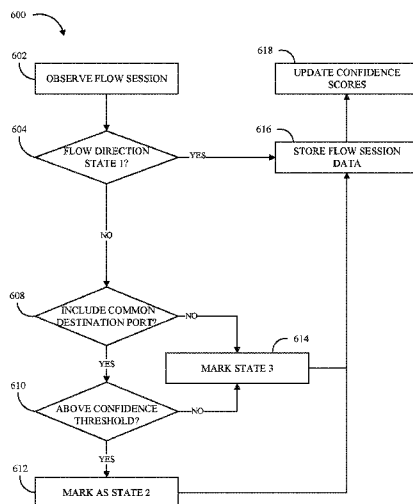 600
602
OBSERVE FLOW SESSION
618
UPDATE CONFIDENCE
SCORES
604
FLOW DIRECTION
STATE 1?
YES
616
STORE FLOW SESSION
DATA
NO
608
INCLUDE COMMON
DESTINATION PORT?
NO
614
MARK STATE 3
YES
610
ABOVE CONFIDENCE
THRESHOLD?
NO
YES
612
MARK AS STATE 2